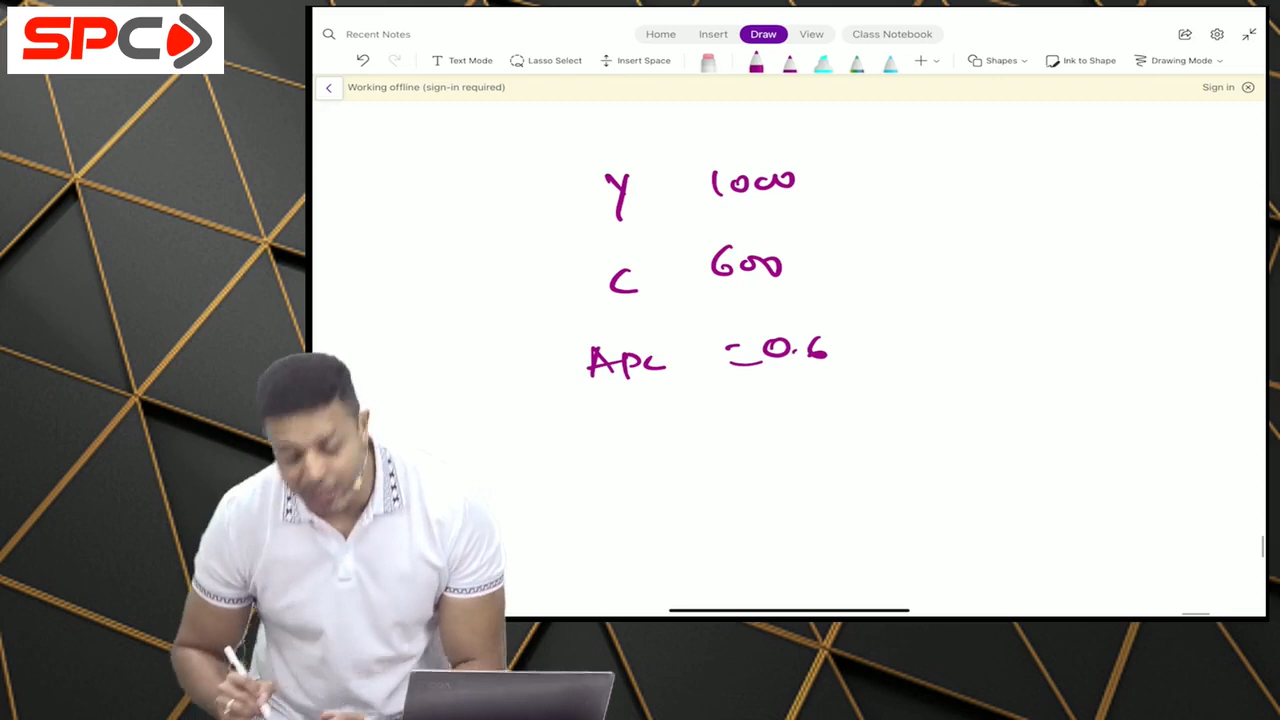 SPC
Recent Notes
Home Insert Draw View Class Notebook
Text Mode Lasso Select Insert Space Shapes Ink to Shape Drawing Mode
Working offline (sign-in required) Sign in
Y 1000
C 600
APC = 0.6